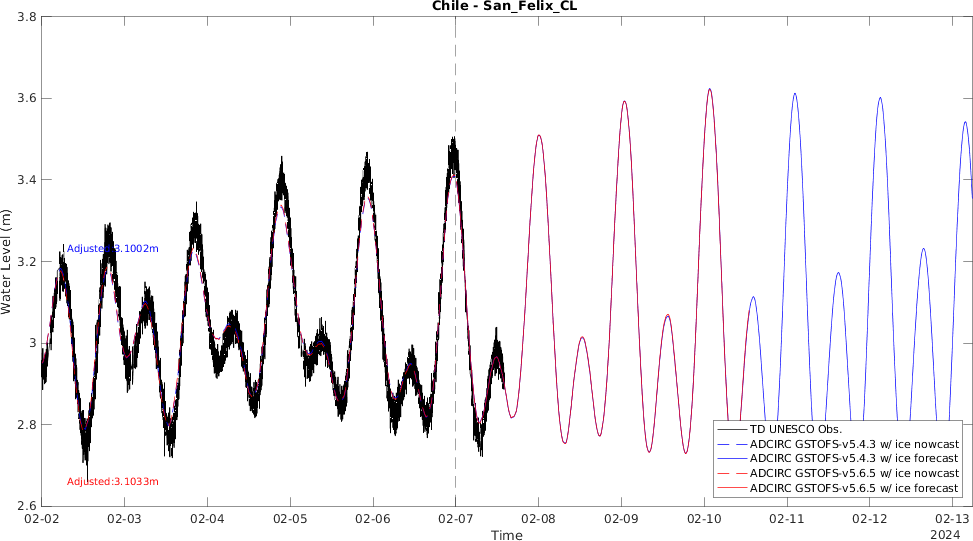 Chile - San_Felix_CL
Water Level (m)
3.8
3.6
3.4
3.2
3
2.8
2.6
Adjusted:3.1002m
Adjusted:3.1033m
TD UNESCO Obs.
ADCIRC GSTOFS-v5.4.3 w/ ice nowcast
ADCIRC GSTOFS-v5.4.3 w/ ice forecast
ADCIRC GSTOFS-v5.6.5 w/ ice nowcast
ADCIRC GSTOFS-v5.6.5 w/ ice forecast
02-02 02-03 02-04 02-05 02-06 02-07 02-08 02-09 02-10 02-11 02-12 02-13
Time
2024